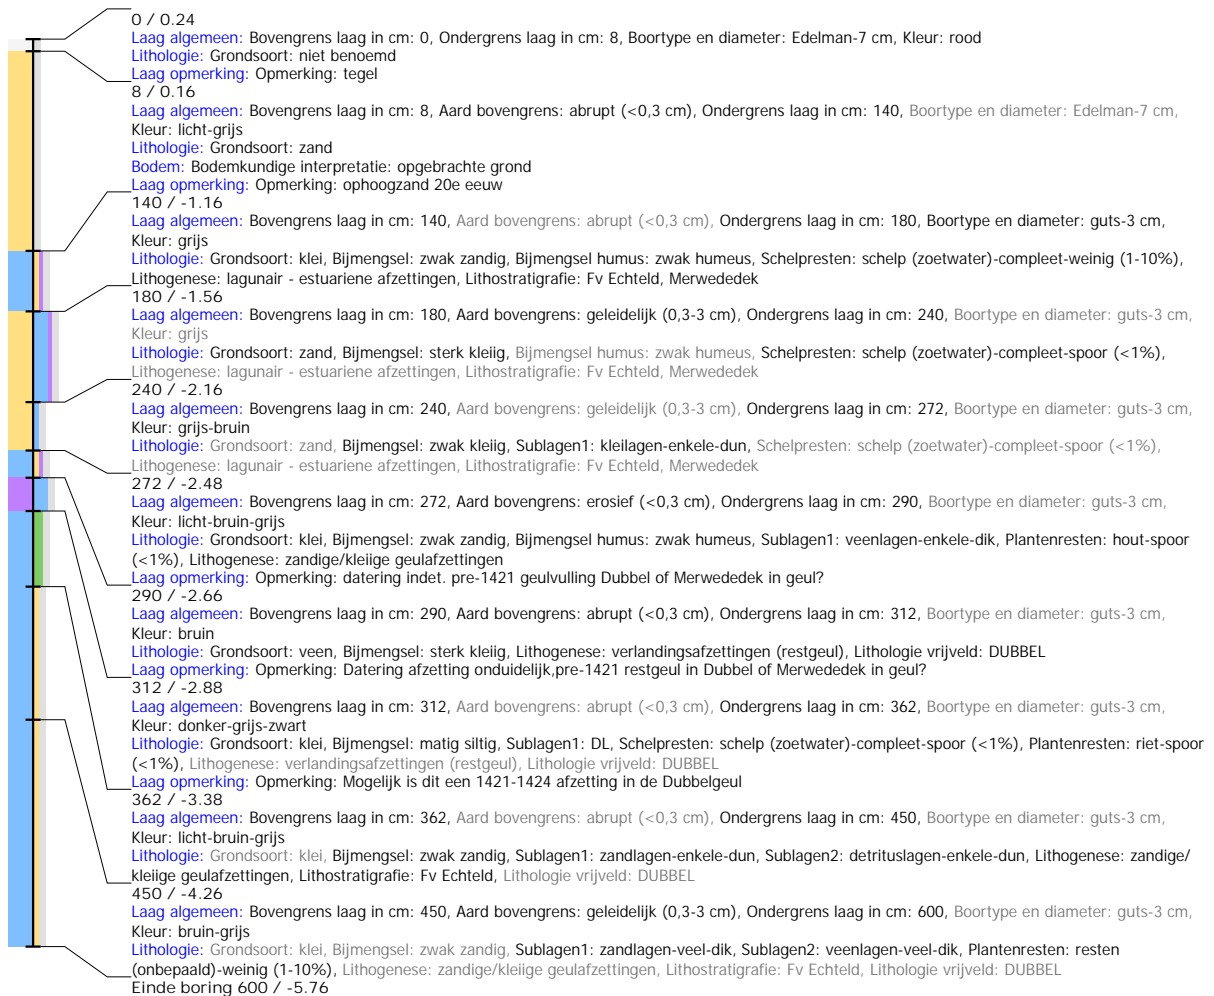 0 / 0.24
Laag algemeen: Bovengrens laag in cm: 0, Ondergrens laag in cm: 8, Boortype en diameter: Edelman-7 cm, Kleur: rood
Lithologie: Grondsoort: niet benoemd
Laag opmerking: Opmerking: tegel
8 / 0.16
Laag algemeen: Bovengrens laag in cm: 8, Aard bovengrens: abrupt (<0,3 cm), Ondergrens laag in cm: 140, Boortype en diameter: Edelman-7 cm,
Kleur: licht-grijs
Lithologie: Grondsoort: zand
Bodem: Bodemkundige interpretatie: opgebrachte grond
Laag opmerking: Opmerking: ophoogzand 20e eeuw
140 / -1.16
Laag algemeen: Bovengrens laag in cm: 140, Aard bovengrens: abrupt (<0,3 cm), Ondergrens laag in cm: 180, Boortype en diameter: guts-3 cm,
Kleur: grijs
Lithologie: Grondsoort: klei, Bijmengsel: zwak zandig, Bijmengsel humus: zwak humeus, Schelpresten: schelp (zoetwater)-compleet-weinig (1-10%),
Lithogenese: lagunair - estuariene afzettingen, Lithostratigrafie: Fv Echteld, Merwededek
180 / -1.56
Laag algemeen: Bovengrens laag in cm: 180, Aard bovengrens: geleidelijk (0,3-3 cm), Ondergrens laag in cm: 240, Boortype en diameter: guts-3 cm,
Kleur: grijs
Lithologie: Grondsoort: zand, Bijmengsel: sterk kleiig, Bijmengsel humus: zwak humeus, Schelpresten: schelp (zoetwater)-compleet-spoor (<1%),
Lithogenese: lagunair - estuariene afzettingen, Lithostratigrafie: Fv Echteld, Merwededek
240 / -2.16
Laag algemeen: Bovengrens laag in cm: 240, Aard bovengrens: geleidelijk (0,3-3 cm), Ondergrens laag in cm: 272, Boortype en diameter: guts-3 cm,
Kleur: grijs-bruin
Lithologie: Grondsoort: zand, Bijmengsel: zwak kleiig, Sublagen1: kleilagen-enkele-dun, Schelpresten: schelp (zoetwater)-compleet-spoor (<1%),
Lithogenese: lagunair - estuariene afzettingen, Lithostratigrafie: Fv Echteld, Merwededek
272 / -2.48
Laag algemeen: Bovengrens laag in cm: 272, Aard bovengrens: erosief (<0,3 cm), Ondergrens laag in cm: 290, Boortype en diameter: guts-3 cm,
Kleur: licht-bruin-grijs
Lithologie: Grondsoort: klei, Bijmengsel: zwak zandig, Bijmengsel humus: zwak humeus, Sublagen1: veenlagen-enkele-dik, Plantenresten: hout-spoor
(<1%), Lithogenese: zandige/kleiige geulafzettingen
Laag opmerking: Opmerking: datering indet. pre-1421 geulvulling Dubbel of Merwededek in geul?
290 / -2.66
Laag algemeen: Bovengrens laag in cm: 290, Aard bovengrens: abrupt (<0,3 cm), Ondergrens laag in cm: 312, Boortype en diameter: guts-3 cm,
Kleur: bruin
Lithologie: Grondsoort: veen, Bijmengsel: sterk kleiig, Lithogenese: verlandingsafzettingen (restgeul), Lithologie vrijveld: DUBBEL
Laag opmerking: Opmerking: Datering afzetting onduidelijk,pre-1421 restgeul in Dubbel of Merwededek in geul?
312 / -2.88
Laag algemeen: Bovengrens laag in cm: 312, Aard bovengrens: abrupt (<0,3 cm), Ondergrens laag in cm: 362, Boortype en diameter: guts-3 cm,
Kleur: donker-grijs-zwart
Lithologie: Grondsoort: klei, Bijmengsel: matig siltig, Sublagen1: DL, Schelpresten: schelp (zoetwater)-compleet-spoor (<1%), Plantenresten: riet-spoor
(<1%), Lithogenese: verlandingsafzettingen (restgeul), Lithologie vrijveld: DUBBEL
Laag opmerking: Opmerking: Mogelijk is dit een 1421-1424 afzetting in de Dubbelgeul
362 / -3.38
Laag algemeen: Bovengrens laag in cm: 362, Aard bovengrens: abrupt (<0,3 cm), Ondergrens laag in cm: 450, Boortype en diameter: guts-3 cm,
Kleur: licht-bruin-grijs
Lithologie: Grondsoort: klei, Bijmengsel: zwak zandig, Sublagen1: zandlagen-enkele-dun, Sublagen2: detrituslagen-enkele-dun, Lithogenese: zandige/
kleiige geulafzettingen, Lithostratigrafie: Fv Echteld, Lithologie vrijveld: DUBBEL
450 / -4.26
Laag algemeen: Bovengrens laag in cm: 450, Aard bovengrens: geleidelijk (0,3-3 cm), Ondergrens laag in cm: 600, Boortype en diameter: guts-3 cm,
Kleur: bruin-grijs
Lithologie: Grondsoort: klei, Bijmengsel: zwak zandig, Sublagen1: zandlagen-veel-dik, Sublagen2: veenlagen-veel-dik, Plantenresten: resten
(onbepaald)-weinig (1-10%), Lithogenese: zandige/kleiige geulafzettingen, Lithostratigrafie: Fv Echteld, Lithologie vrijveld: DUBBEL
Einde boring 600 / -5.76